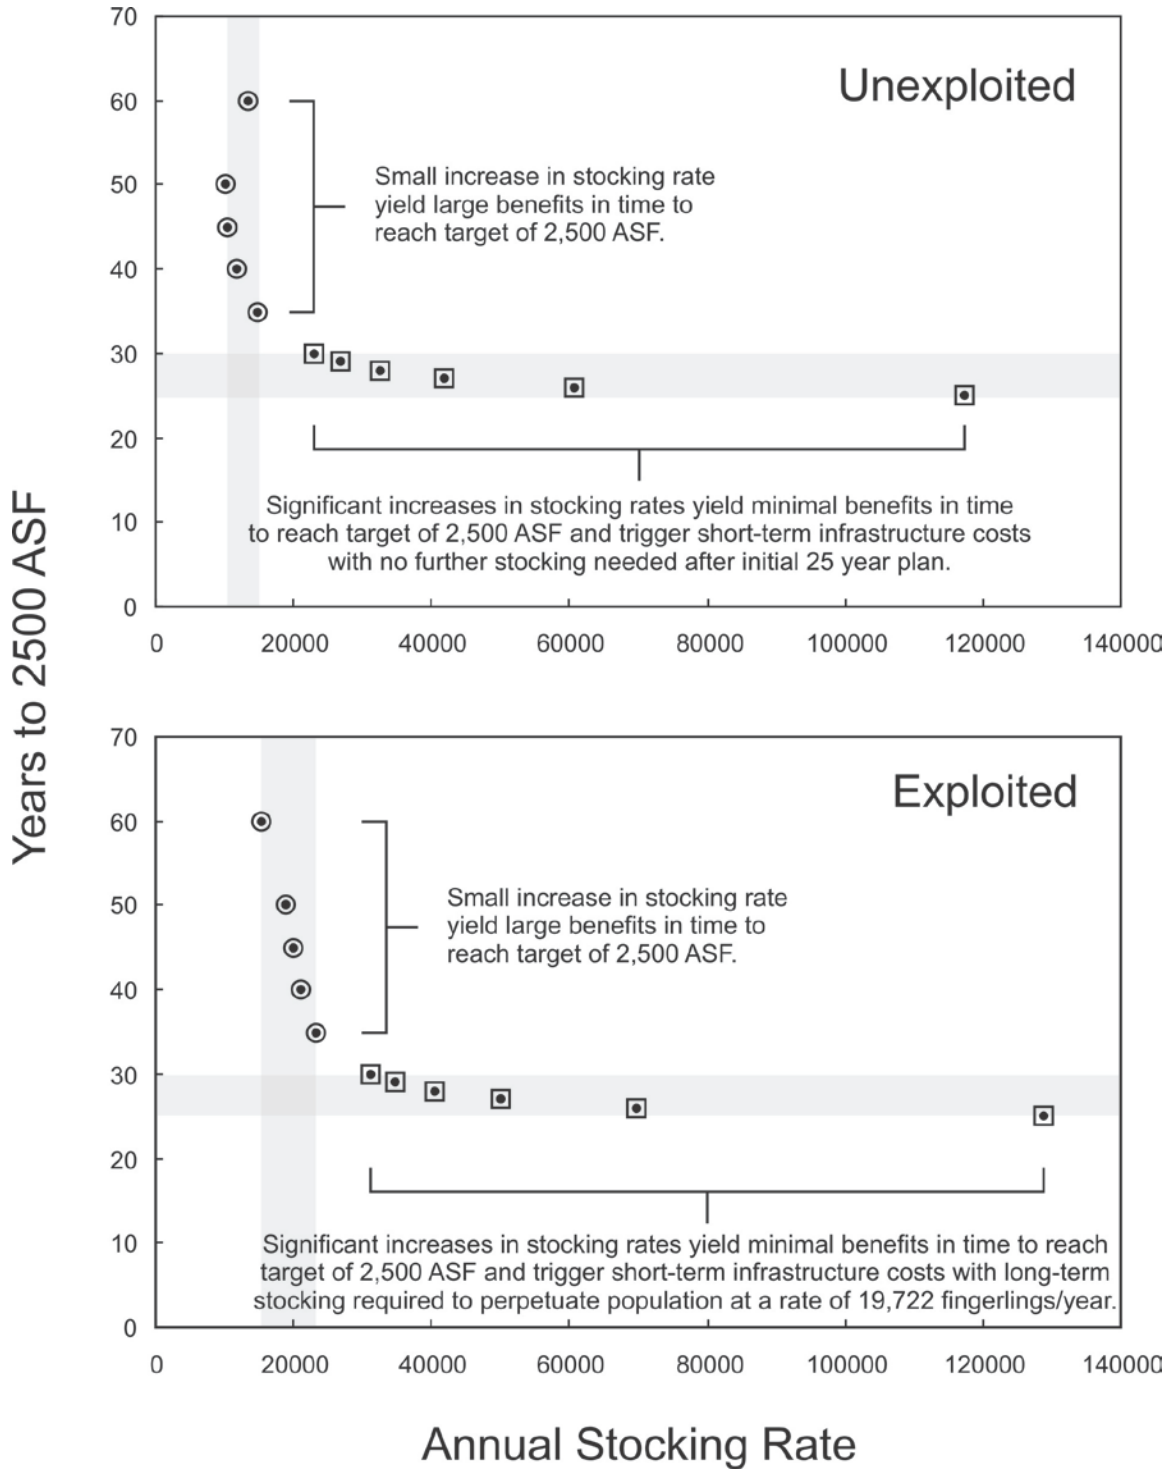 Years to 2500 ASF
70
60
50
40
30
20
10
0
Unexploited
Small increase in stocking rate
yield large benefits in time to
reach target of 2,500 ASF.
Significant increases in stocking rates yield minimal benefits in time
to reach target of 2,500 ASF and trigger short-term infrastructure costs
with no further stocking needed after initial 25 year plan.
0 20000 40000 60000 80000 100000 120000 140000
70
60
50
40
30
20
10
0
Exploited
Small increase in stocking rate
yield large benefits in time to
reach target of 2,500 ASF.
Significant increases in stocking rates yield minimal benefits in time to reach
target of 2,500 ASF and trigger short-term infrastructure costs with long-term
stocking required to perpetuate population at a rate of 19,722 fingerlings/year.
0 20000 40000 60000 80000 100000 120000 140000
Annual Stocking Rate